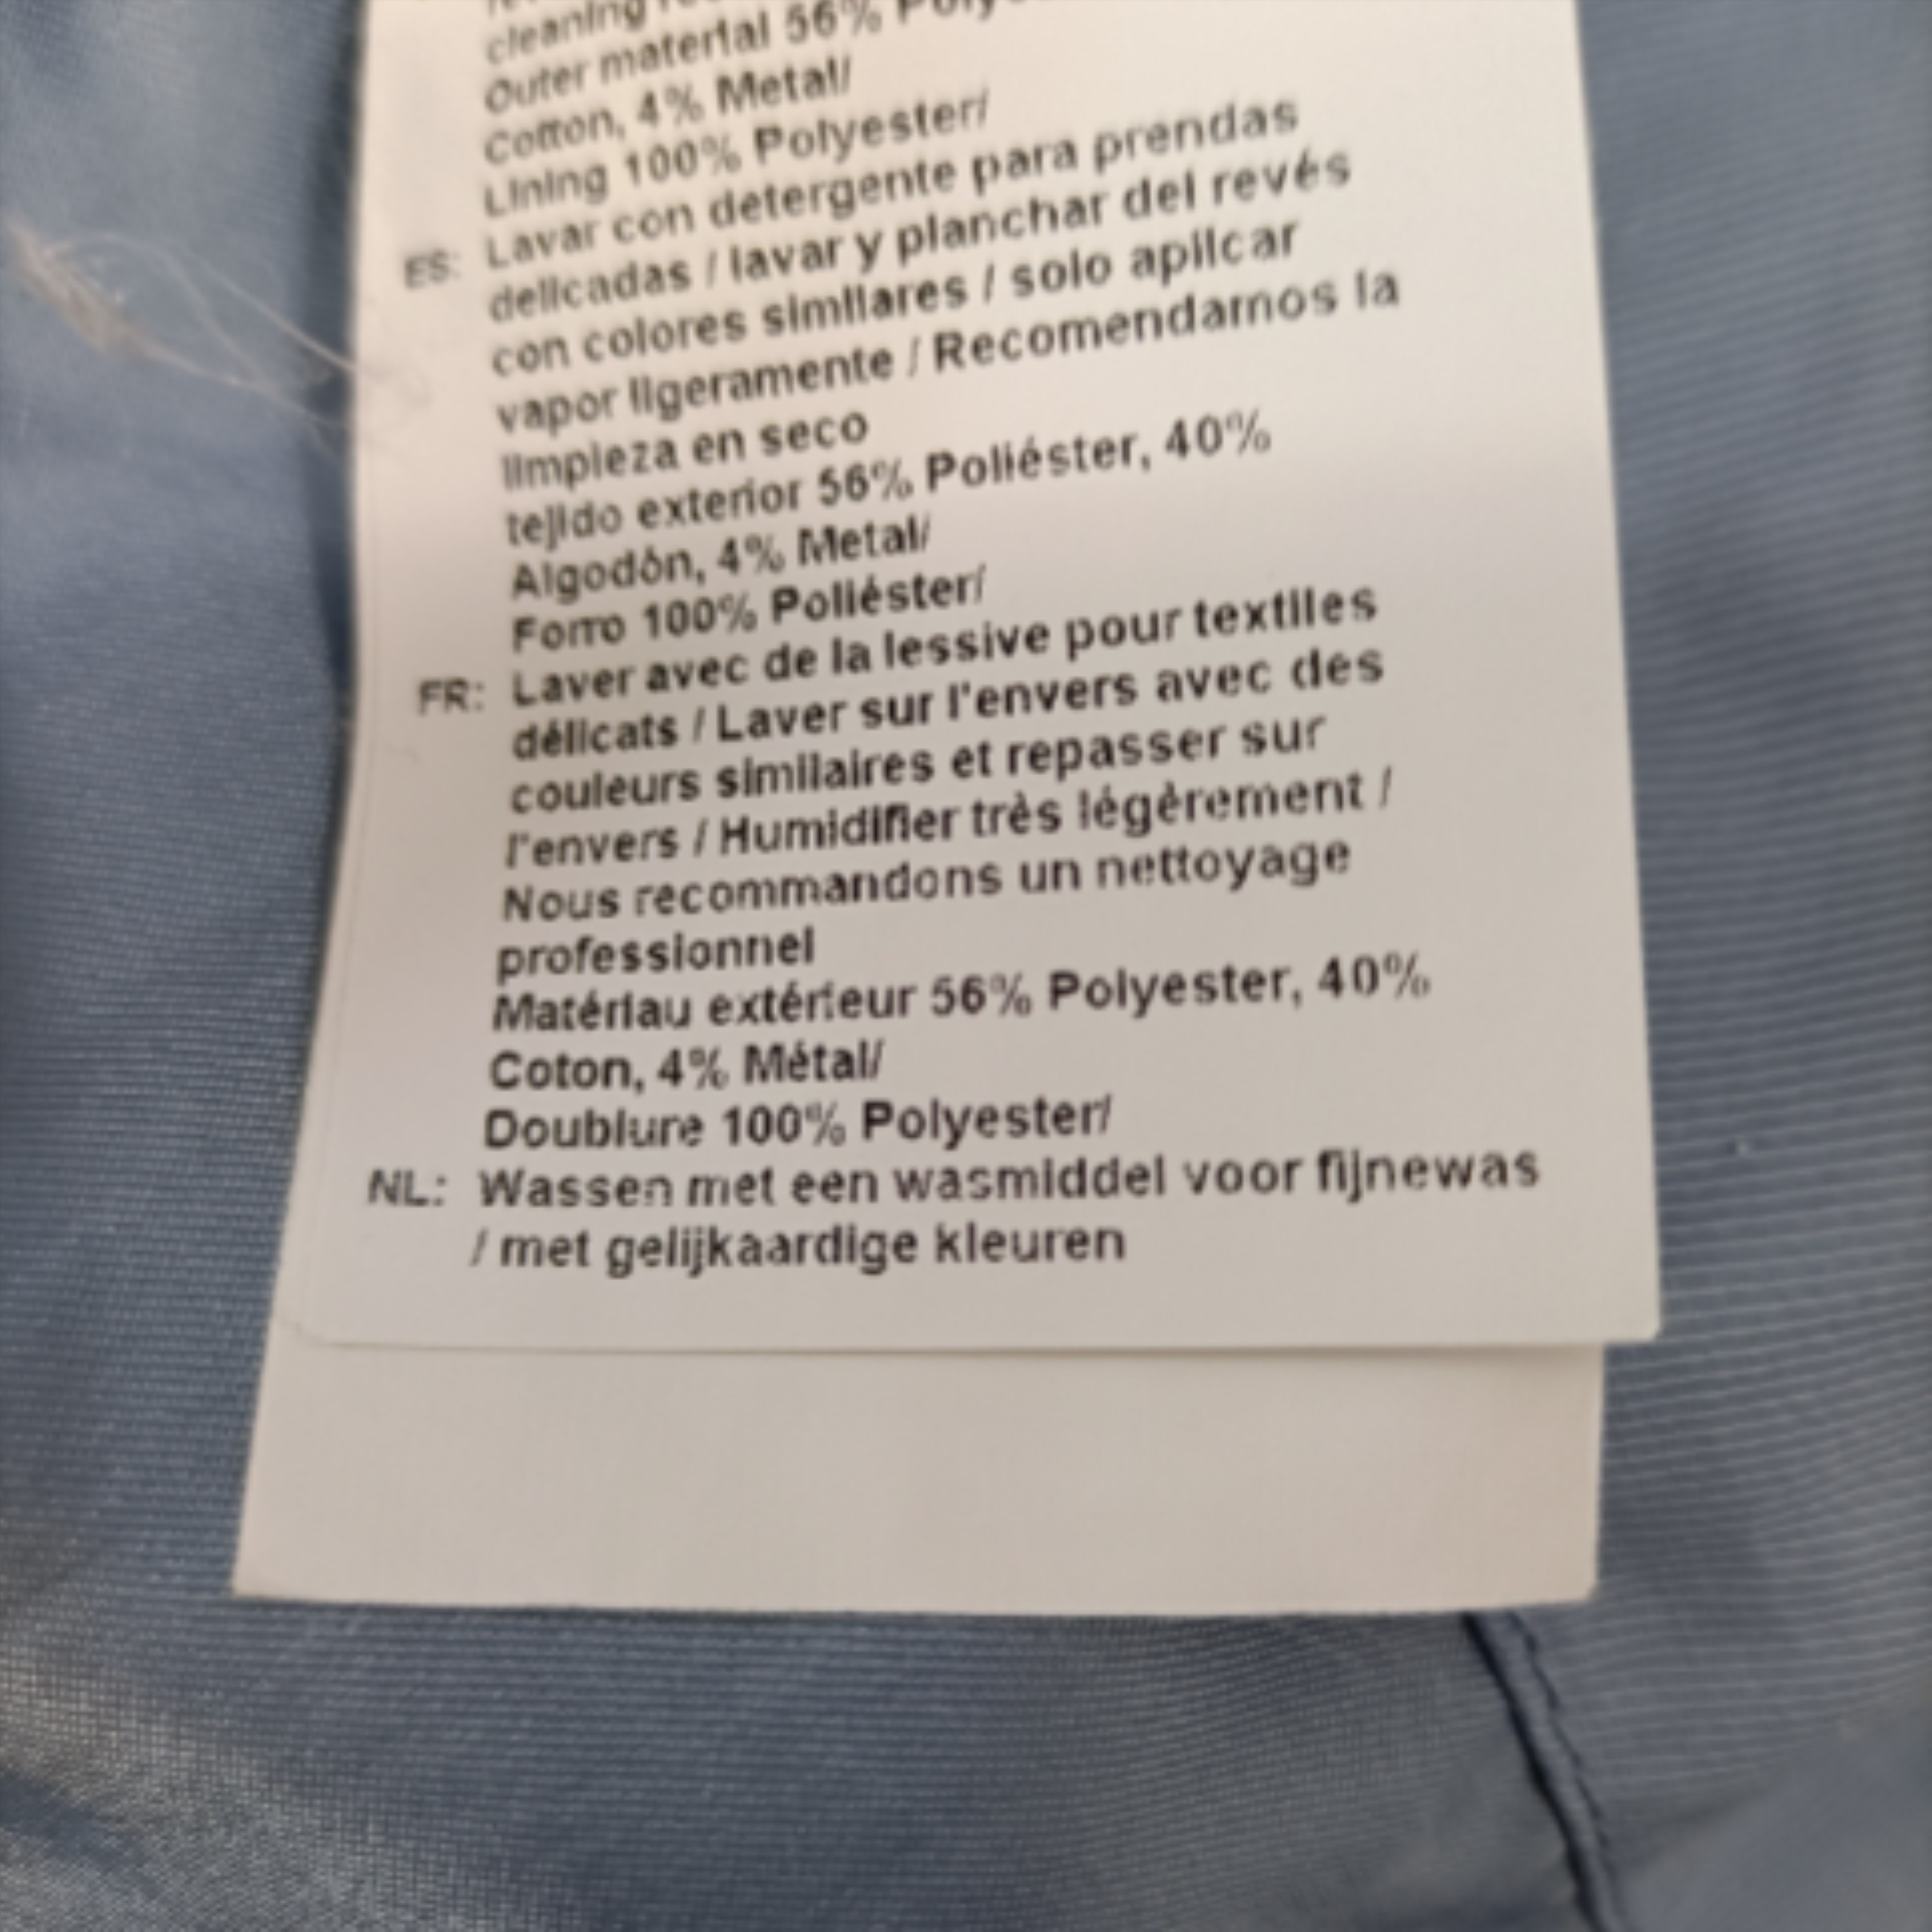 cleaning
Outer material 56%
Cotton, 4% Metal/
Lining 100% Polyester/
ES: Lavar con detergente para prendas
delicadas / lavar y planchar del revés
con colores similares / solo aplicar
vapor ligeramente / Recomendamos la
limpieza en seco
tejido exterior 56% Poliéster, 40%
Algodón, 4% Metal/
Forro 100% Poliéster/
FR: Laver avec de la lessive pour textiles
délicats / Laver sur l'envers avec des
couleurs similaires et repasser sur
l'envers / Humidifier très légèrement /
Nous recommandons un nettoyage
professionnel
Matériau extérieur 56% Polyester, 40%
Coton, 4% Métal/
Doublure 100% Polyester/
NL: Wassen met een wasmiddel voor fijnewas
/ met gelijkaardige kleuren